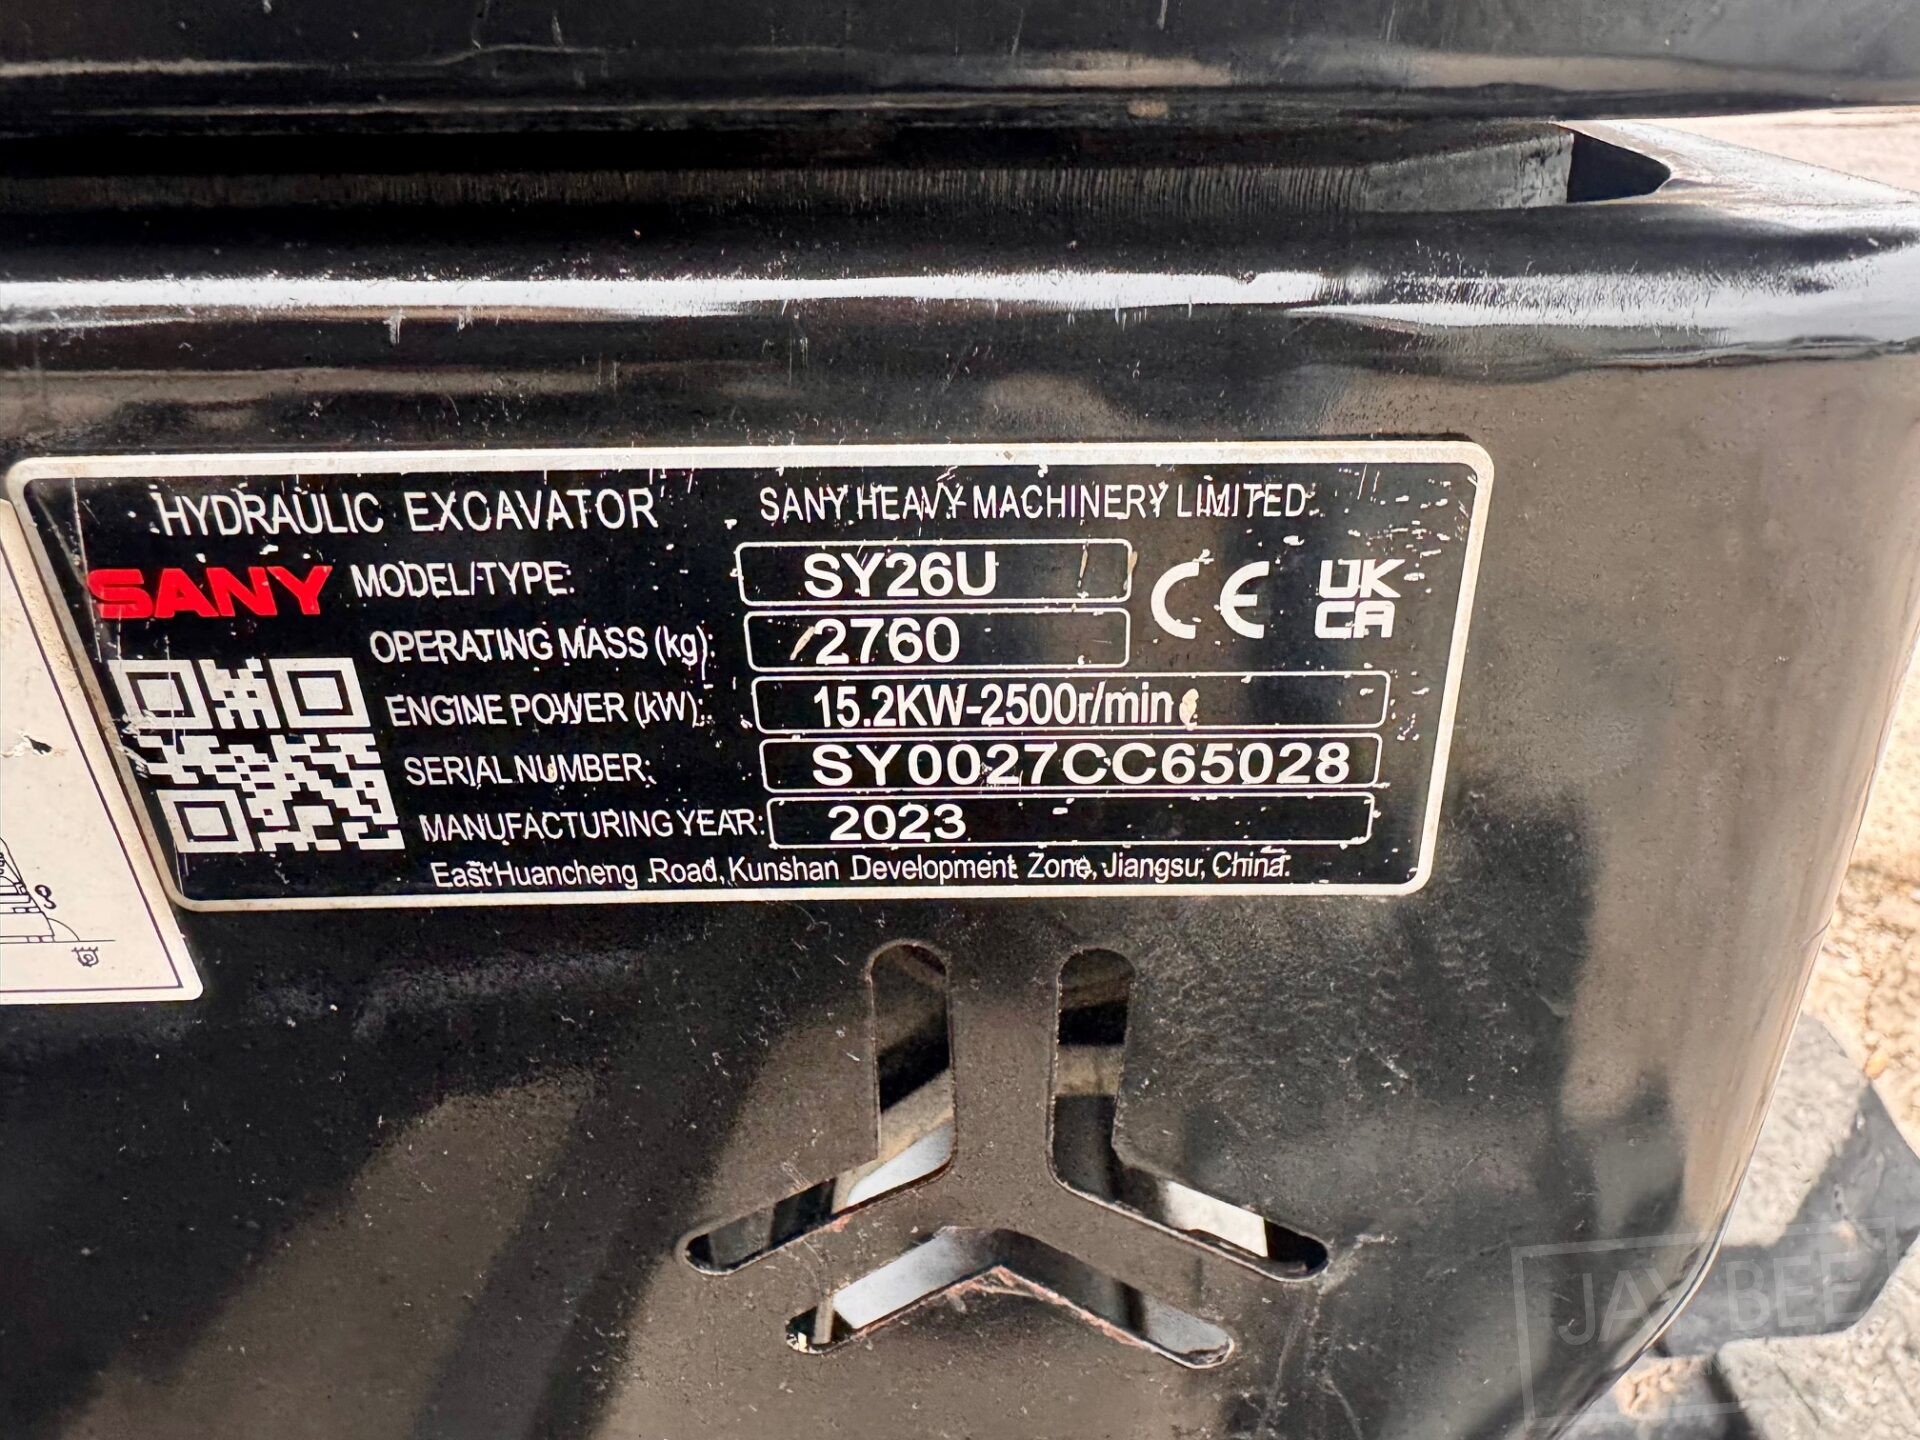 HYDRAULIC EXCAVATOR SANY HEAVY MACHINERY LIMITED
SANY MODEL/TYPE: SY26U CE UK CA
OPERATING MASS (kg): 2760
ENGINE POWER (kW): 15.2KW-2500r/min
SERIAL NUMBER: SY0027CC65028
MANUFACTURING YEAR: 2023
East Huancheng Road, Kunshan Development Zone, Jiangsu, China.
JAX BEE